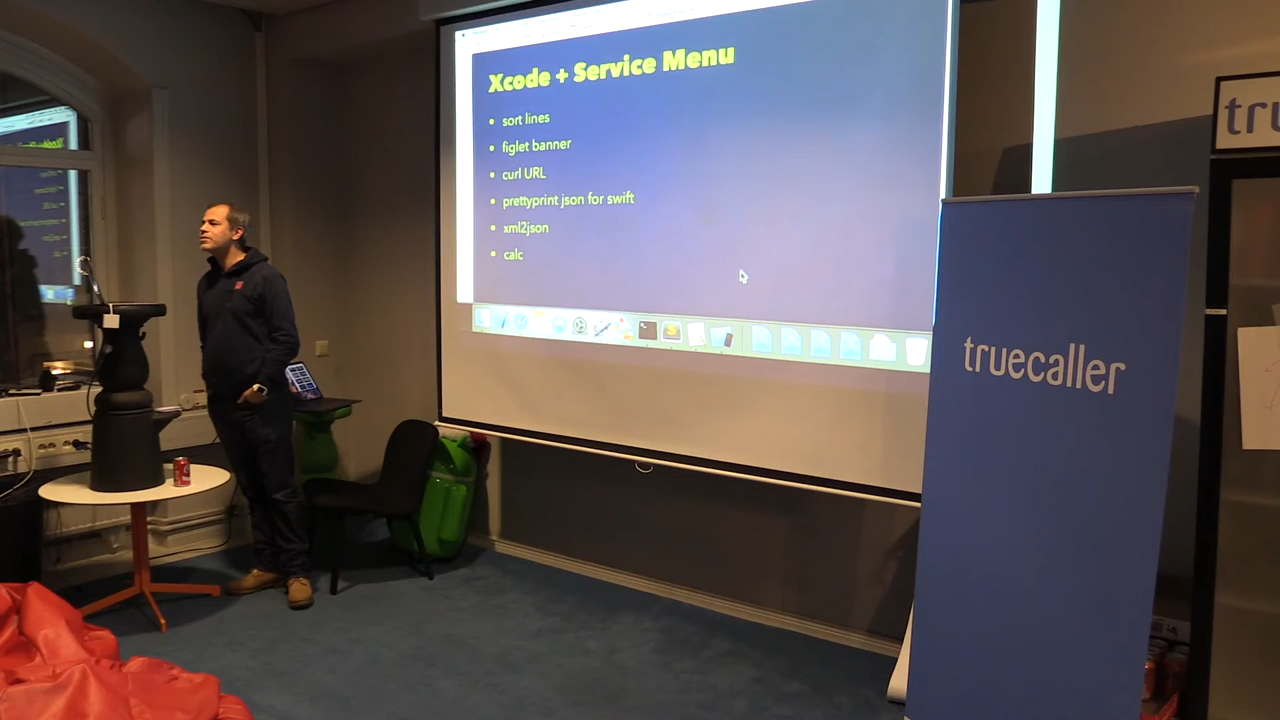 Xcode + Service Menu
• sort lines
• figlet banner
• curl URL
• prettyprint json for swift
• xml2json
• calc
truecaller
tru